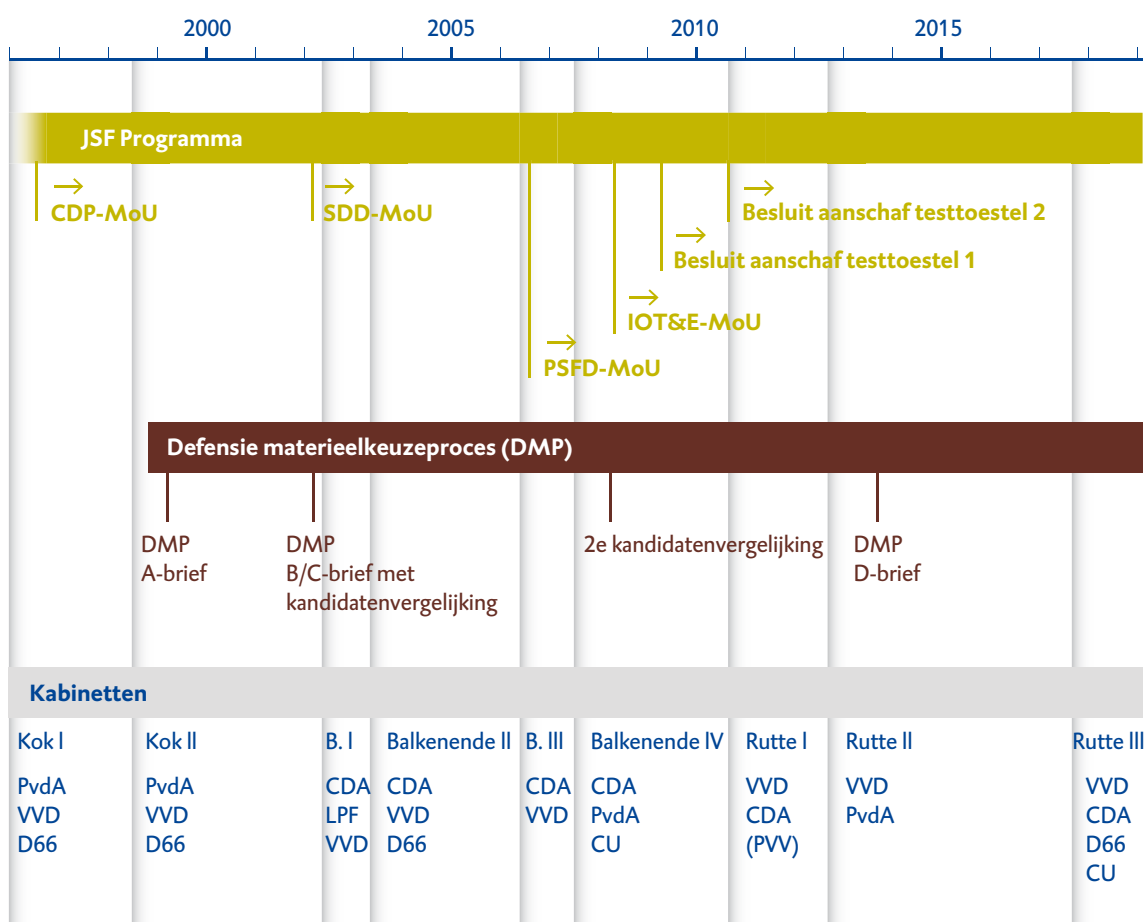 2000
2005
2010
2015
JSF Programma
CDP-MoU
SDD-MoU
Besluit aanschaf testtoestel 2
Besluit aanschaf testtoestel 1
IOT&E-MoU
PSFD-MoU
Defensie materieelkeuzeproces (DMP)
DMP
A-brief
DMP
B/C-brief met
kandidatenvergelijking
2e kandidatenvergelijking
DMP
D-brief
Kabinetten
Kok I
PvdA
VVD
D66
Kok II
PvdA
VVD
D66
B. I
CDA
LPF
VVD
Balkenende II
CDA
VVD
D66
B. III
CDA
VVD
Balkenende IV
CDA
PvdA
CU
Rutte I
VVD
CDA
(PVV)
Rutte II
VVD
PvdA
Rutte III
VVD
CDA
D66
CU